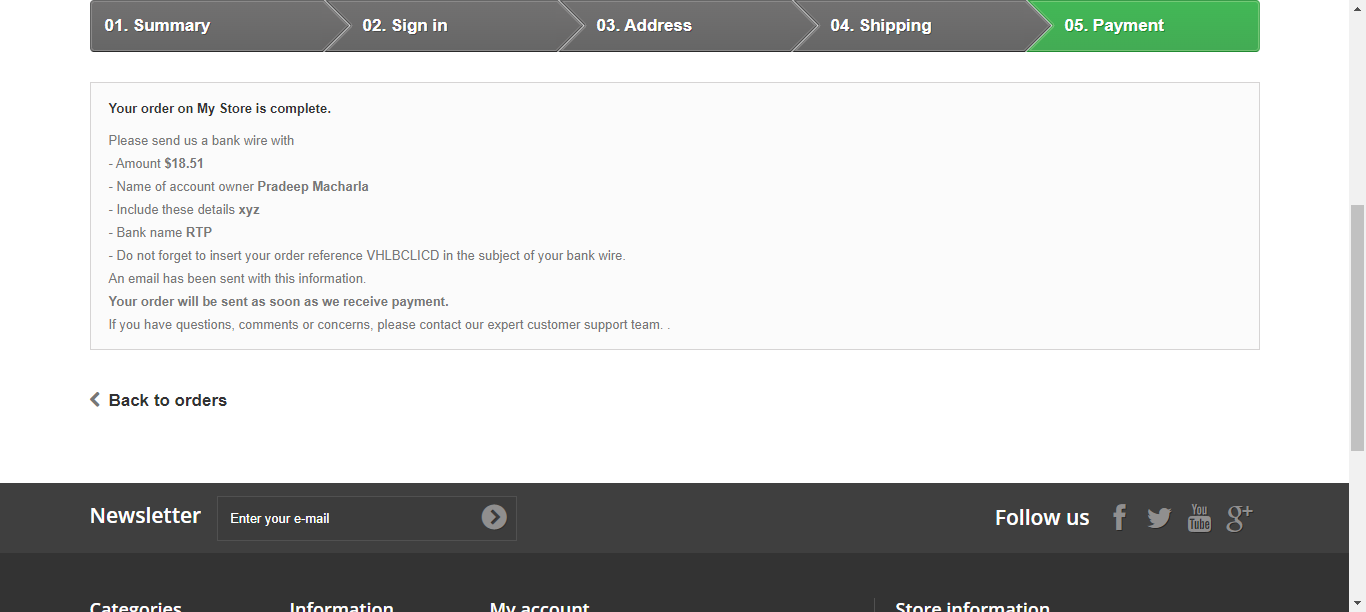 01. Summary
02. Sign in
03. Address
04. Shipping
05. Payment
Your order on My Store is complete.
Please send us a bank wire with
- Amount $18.51
- Name of account owner Pradeep Macharla
- Include these details xyz
- Bank name RTP
- Do not forget to insert your order reference VHLBCLICD in the subject of your bank wire.
An email has been sent with this information.
Your order will be sent as soon as we receive payment.
If you have questions, comments or concerns, please contact our expert customer support team. .
Back to orders
Newsletter
Enter your e-mail
Follow us
You
Tube
g+
Categories
Information
My account
Store information